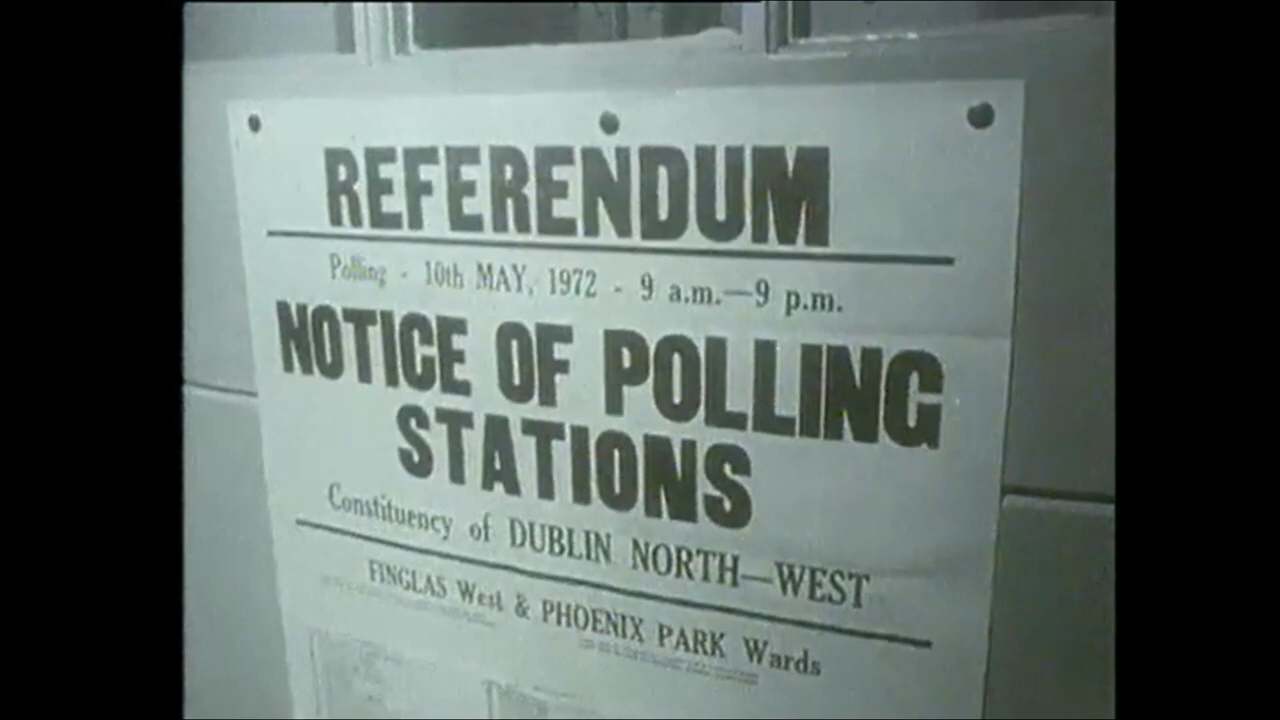 REFERENDUM
Polling - 10th MAY, 1972 - 9 a.m.—9 p.m.
NOTICE OF POLLING
STATIONS
Constituency of DUBLIN NORTH—WEST
FINGLAS West & PHOENIX PARK Wards